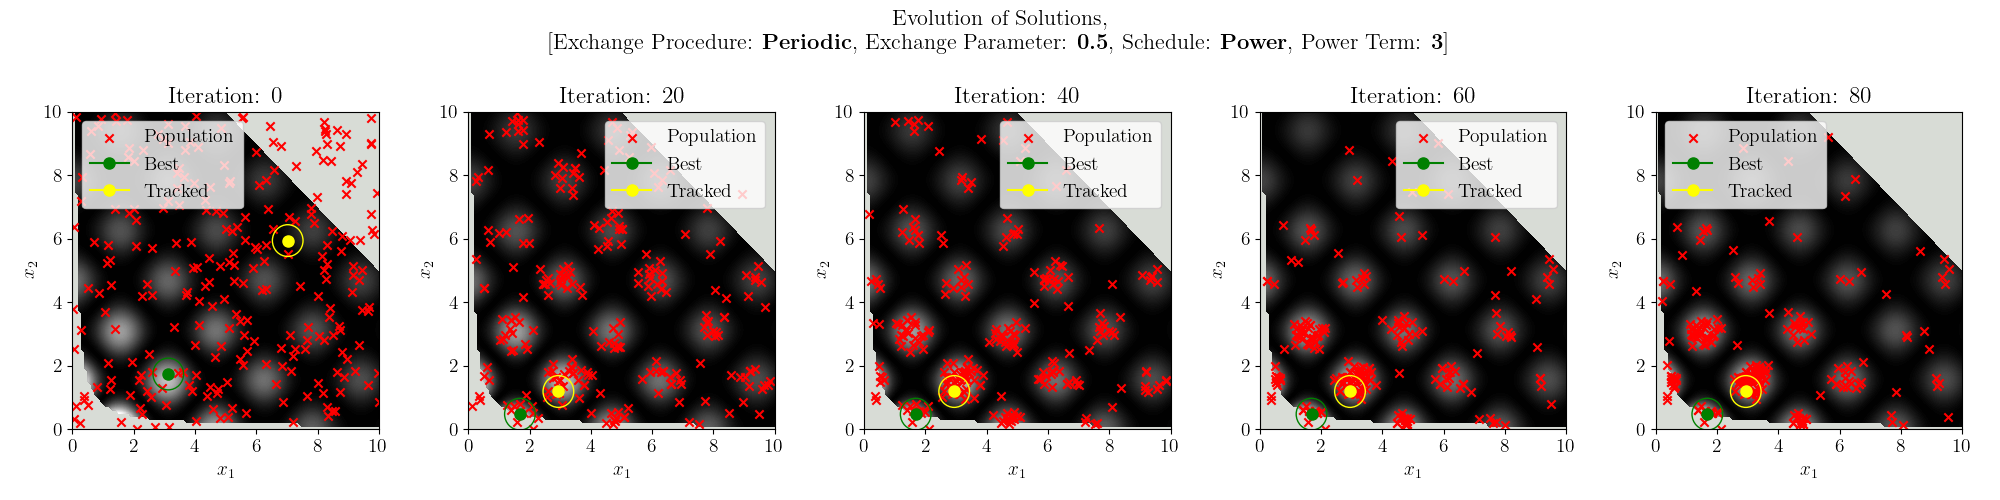 Evolution of Solutions,
[Exchange Procedure: Periodic, Exchange Parameter: 0.5, Schedule: Power, Power Term: 3]
Iteration: 0
10
8
6
4
2
0
x2
0 2 4 6 8 10
x1
Population
Best
Tracked
Iteration: 20
10
8
6
4
2
0
x2
0 2 4 6 8 10
x1
Population
Best
Tracked
Iteration: 40
10
8
6
4
2
0
x2
0 2 4 6 8 10
x1
Population
Best
Tracked
Iteration: 60
10
8
6
4
2
0
x2
0 2 4 6 8 10
x1
Population
Best
Tracked
Iteration: 80
10
8
6
4
2
0
x2
0 2 4 6 8 10
x1
Population
Best
Tracked